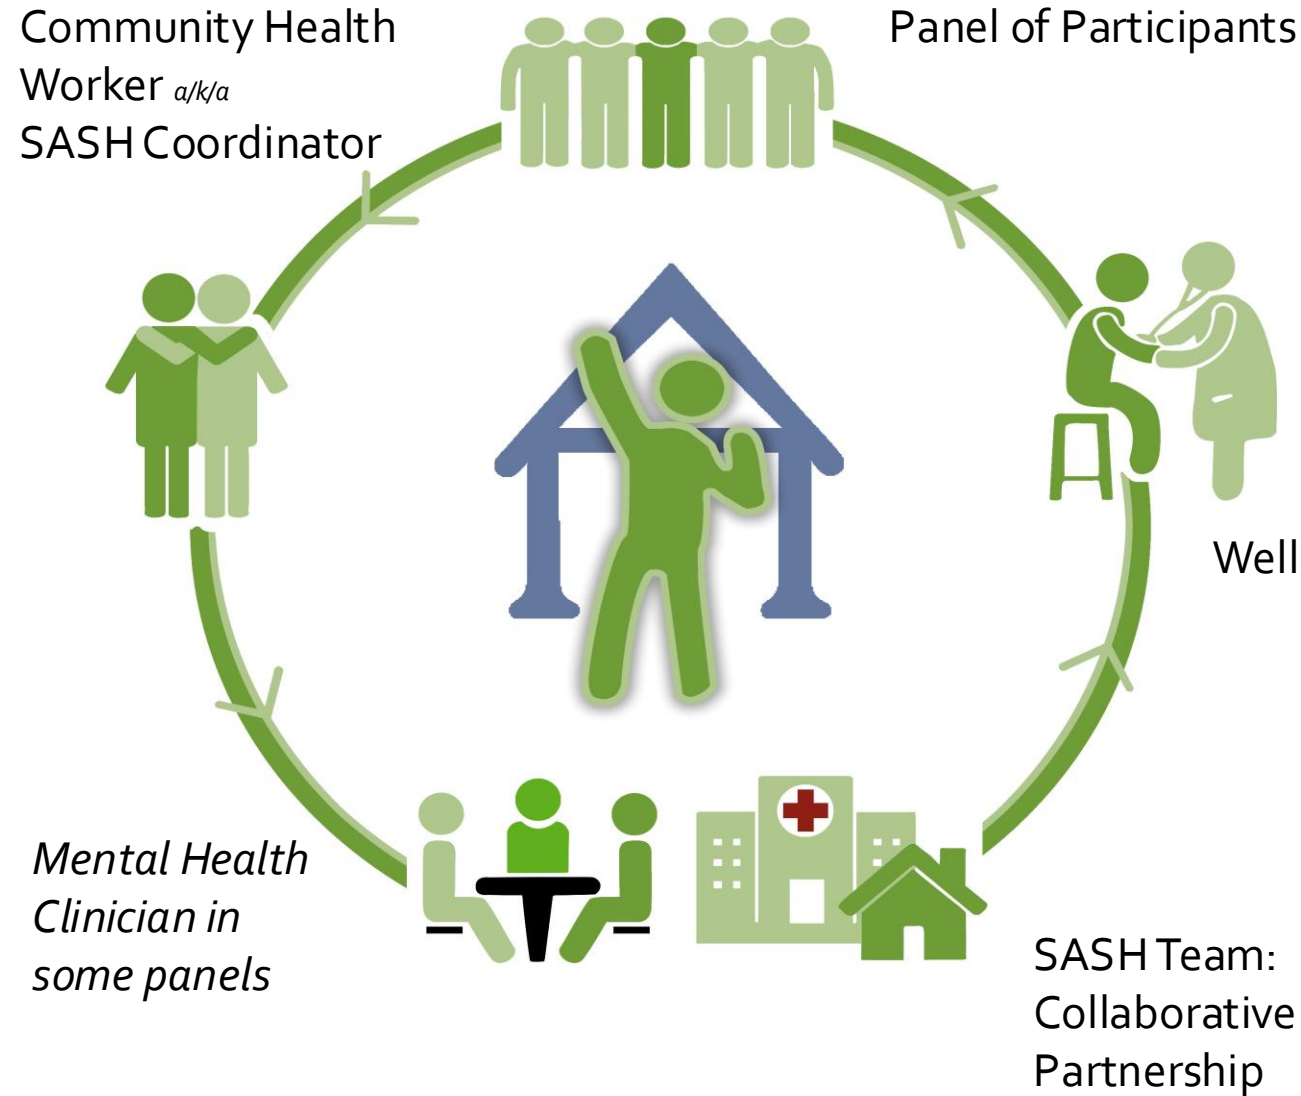 Community Health
Worker a/k/a
SASH Coordinator
Panel of Participants
Well
Mental Health
Clinician in
some panels
SASH Team:
Collaborative
Partnership